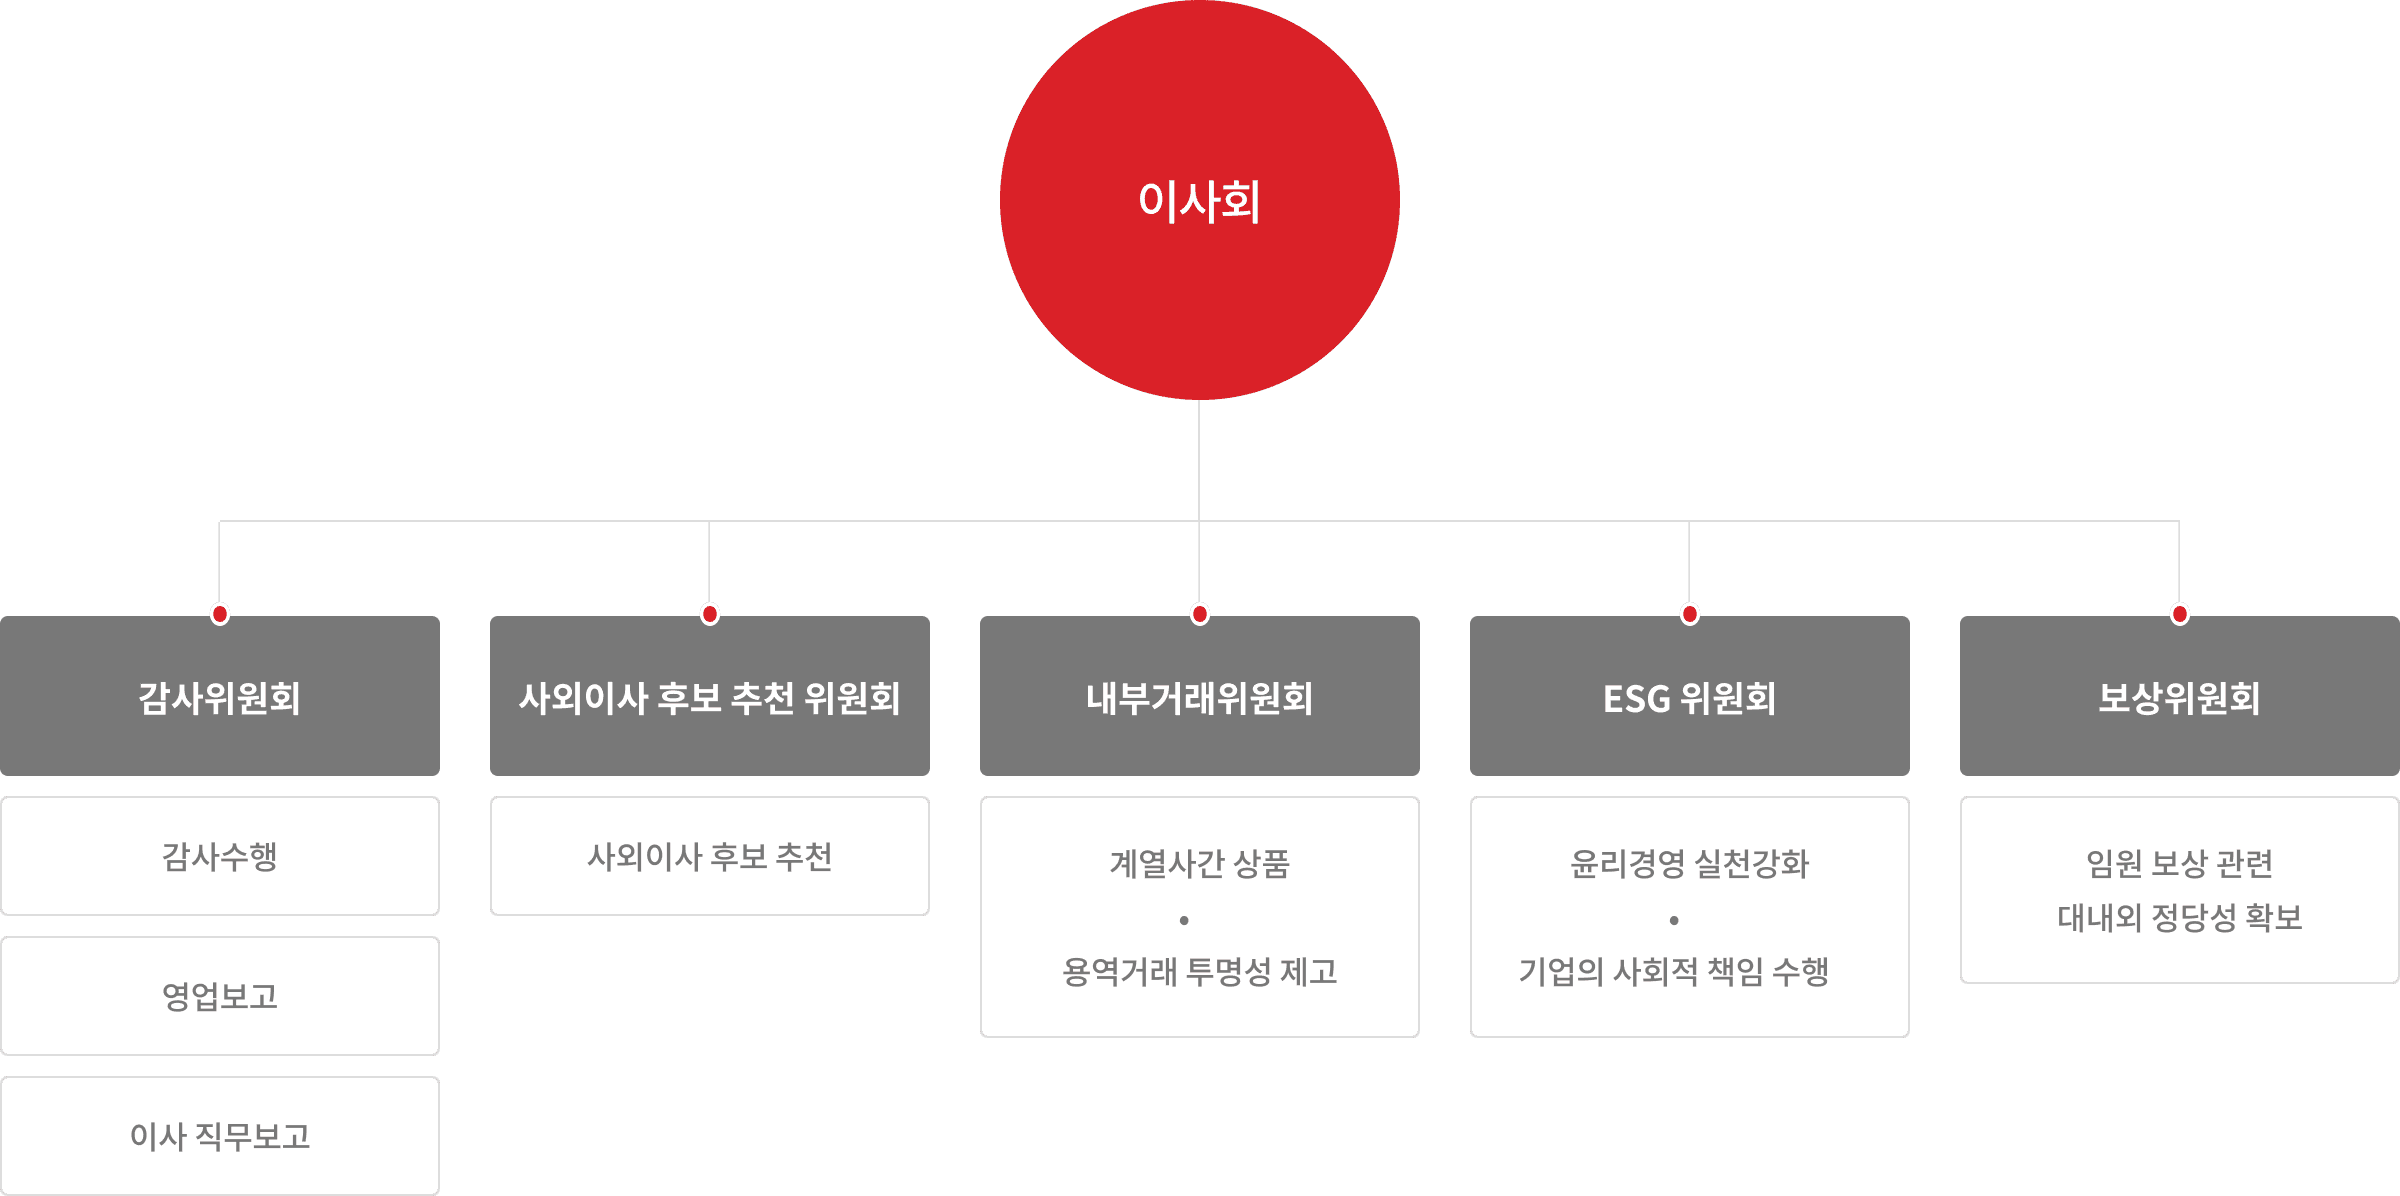 이사회
감사위원회
감사수행
영업보고
이사 직무보고
사외이사 후보 추천 위원회
사외이사 후보 추천
내부거래위원회
계열사간 상품
•
용역거래 투명성 제고
ESG 위원회
윤리경영 실천강화
•
기업의 사회적 책임 수행
보상위원회
임원 보상 관련
대내외 정당성 확보